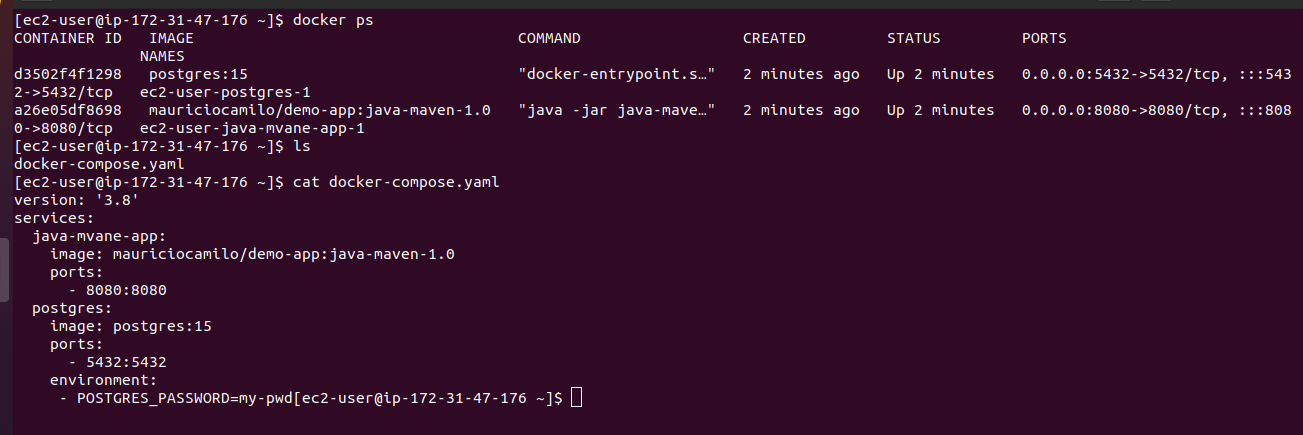 [ec2-user@ip-172-31-47-176 ~]$ docker ps
CONTAINER ID   IMAGE                                    COMMAND                  CREATED         STATUS         PORTS
              NAMES
d3502f4f1298   postgres:15                              "docker-entrypoint.s…"   2 minutes ago   Up 2 minutes   0.0.0.0:5432->5432/tcp, :::543
2->5432/tcp   ec2-user-postgres-1
a26e05df8698   mauriciocamilo/demo-app:java-maven-1.0   "java -jar java-mave…"   2 minutes ago   Up 2 minutes   0.0.0.0:8080->8080/tcp, :::808
0->8080/tcp   ec2-user-java-mvane-app-1
[ec2-user@ip-172-31-47-176 ~]$ ls
docker-compose.yaml
[ec2-user@ip-172-31-47-176 ~]$ cat docker-compose.yaml
version: '3.8'
services:
  java-mvane-app:
    image: mauriciocamilo/demo-app:java-maven-1.0
    ports:
      - 8080:8080
  postgres:
    image: postgres:15
    ports:
      - 5432:5432
    environment:
     - POSTGRES_PASSWORD=my-pwd[ec2-user@ip-172-31-47-176 ~]$